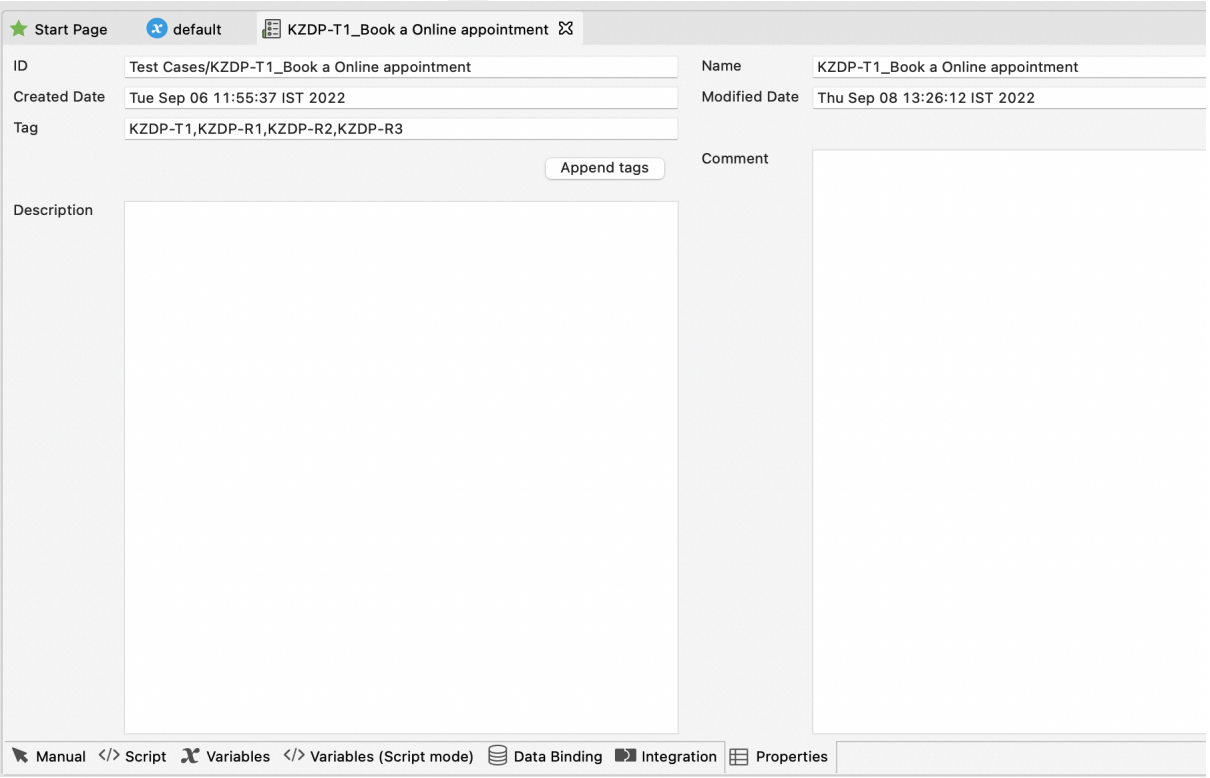 Start Page default KZDP-T1_Book a Online appointment
ID Test Cases/KZDP-T1_Book a Online appointment Name KZDP-T1_Book a Online appointment
Created Date Tue Sep 06 11:55:37 IST 2022 Modified Date Thu Sep 08 13:26:12 IST 2022
Tag KZDP-T1,KZDP-R1,KZDP-R2,KZDP-R3
Comment
Append tags
Description
Manual </> Script Variables </> Variables (Script mode) Data Binding Integration Properties